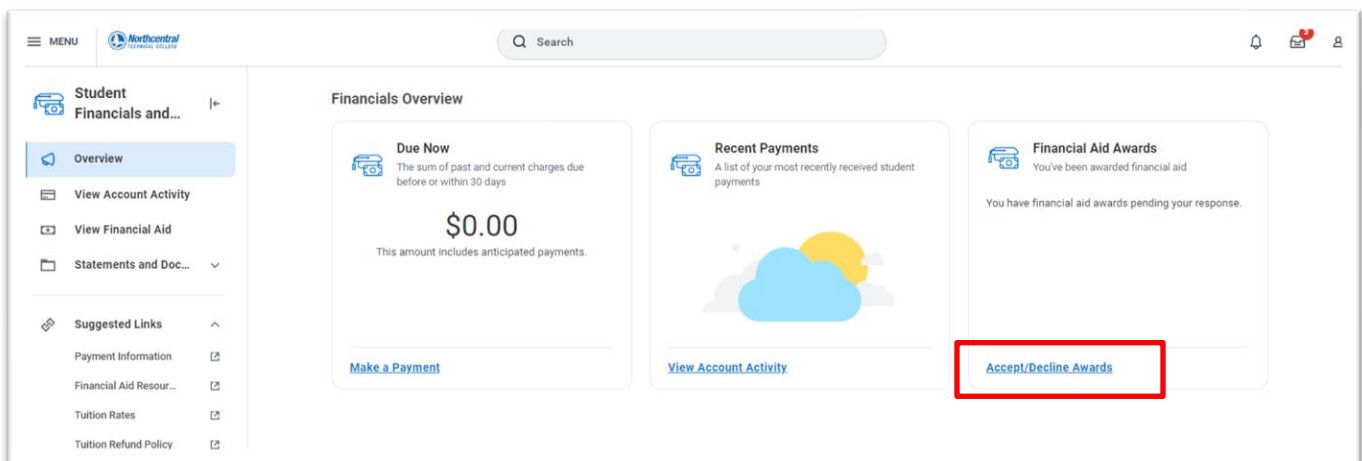 MENU
Northcentral
TECHNICAL COLLEGE
Search
Student
Financials and...
Overview
View Account Activity
View Financial Aid
Statements and Doc...
Suggested Links
Payment Information
Financial Aid Resour...
Tuition Rates
Tuition Refund Policy
Financials Overview
Due Now
The sum of past and current charges due
before or within 30 days
$0.00
This amount includes anticipated payments.
Make a Payment
Recent Payments
A list of your most recently received student
payments
View Account Activity
Financial Aid Awards
You've been awarded financial aid
You have financial aid awards pending your response.
Accept/Decline Awards